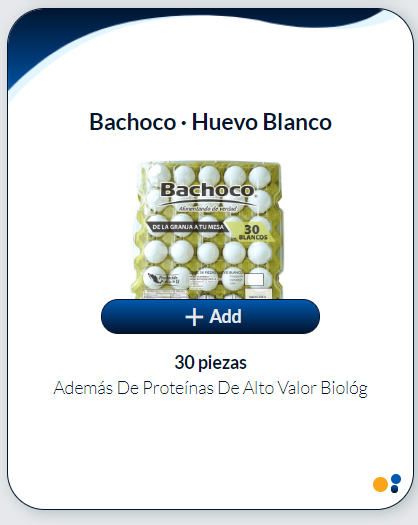 Bachoco · Huevo Blanco
Bachoco
Alimentando de verdad
DE LA GRANJA A TU MESA
30
BLANCOS
+ Add
30 piezas
Además De Proteínas De Alto Valor Biológ